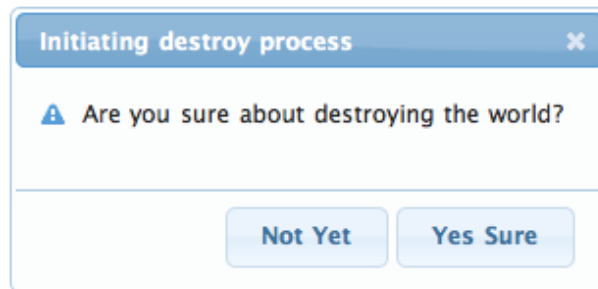 Initiating destroy process
Are you sure about destroying the world?
Not Yet
Yes Sure